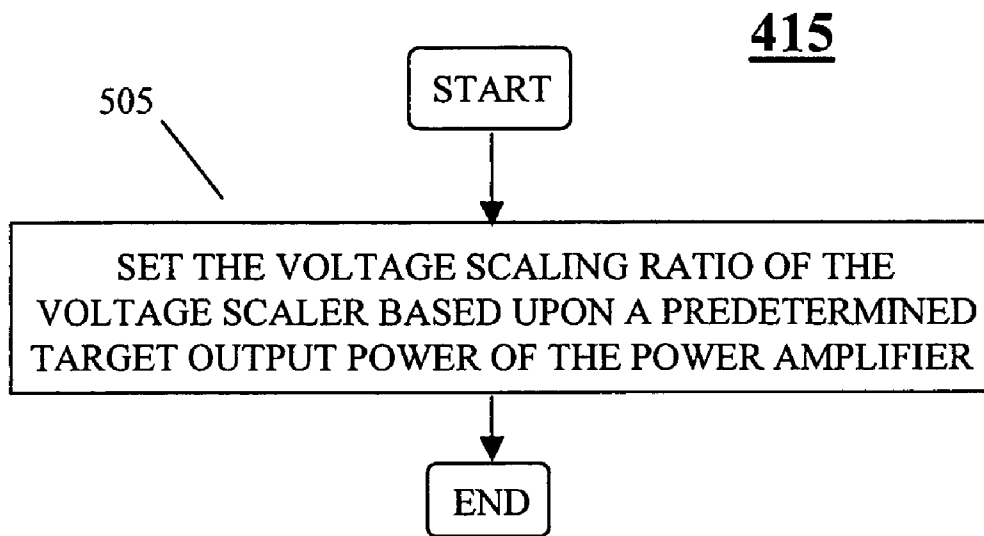 415
START
505
SET THE VOLTAGE SCALING RATIO OF THE
VOLTAGE SCALER BASED UPON A PREDETERMINED
TARGET OUTPUT POWER OF THE POWER AMPLIFIER
END